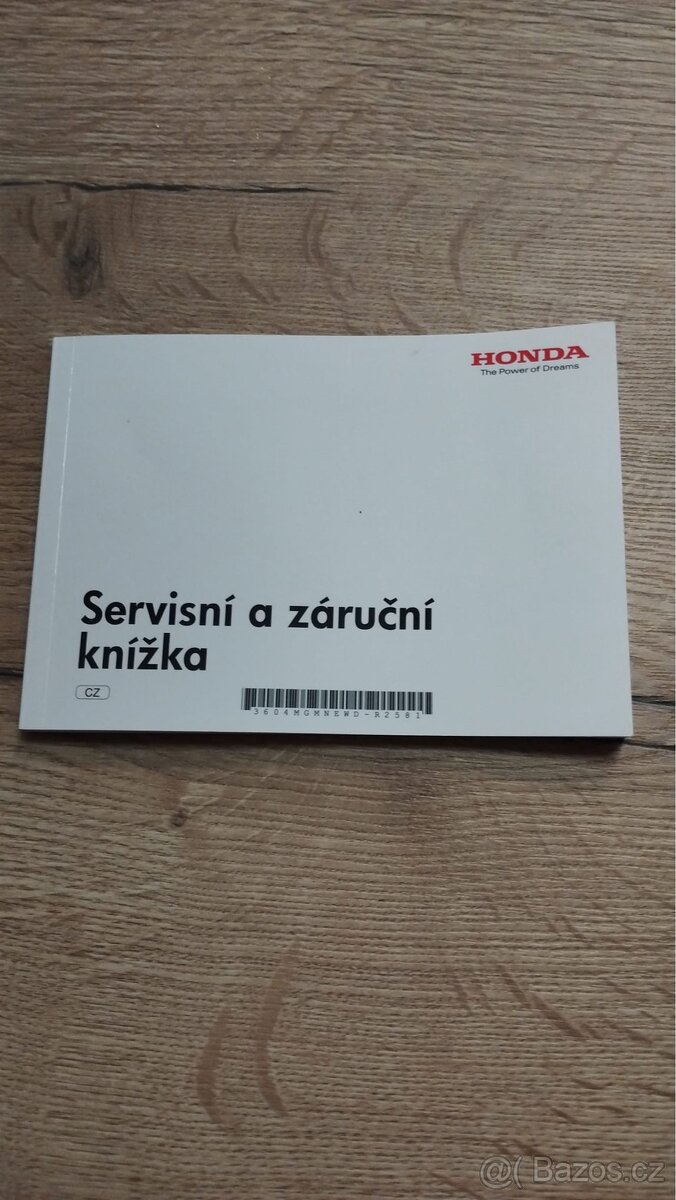 HONDA
The Power of Dreams
Servisní a záruční
knížka
CZ
3604MGMNEWD-R2581
@( Bazos.cz